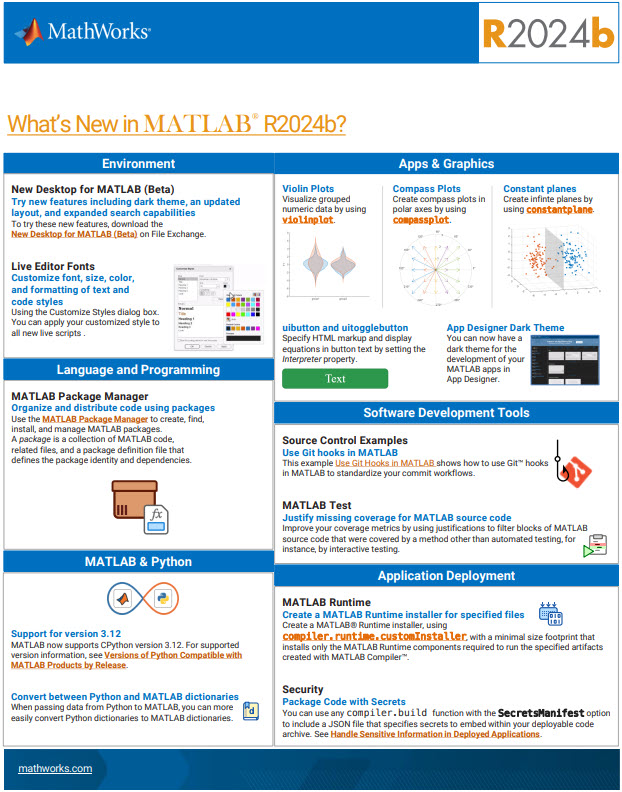 MathWorks®
R2024b
What's New in MATLAB® R2024b?
Environment
New Desktop for MATLAB (Beta)
Try new features including dark theme, an updated
layout, and expanded search capabilities
To try these new features, download the
New Desktop for MATLAB (Beta) on File Exchange.
Live Editor Fonts
Customize font, size, color,
and formatting of text and
code styles
Using the Customize Styles dialog box.
You can apply your customized style to
all new live scripts .
Normal
Title
Heading 1
Language and Programming
MATLAB Package Manager
Organize and distribute code using packages
Use the MATLAB Package Manager to create, find,
install, and manage MATLAB packages.
A package is a collection of MATLAB code,
related files, and a package definition file that
defines the package identity and dependencies.
fx
MATLAB & Python
Support for version 3.12
MATLAB now supports CPython version 3.12. For supported
version information, see Versions of Python Compatible with
MATLAB Products by Release.
Convert between Python and MATLAB dictionaries
When passing data from Python to MATLAB, you can more
easily convert Python dictionaries to MATLAB dictionaries.
d
Apps & Graphics
Violin Plots
Visualize grouped
numeric data by using
violinplot.
Compass Plots
Create compass plots in
polar axes by using
compassplot.
Constant planes
Create infinte planes by
using constantplane.
uibutton and uitogglebutton
Specify HTML markup and display
equations in button text by setting the
Interpreter property.
Text
App Designer Dark Theme
You can now have a
dark theme for the
development of your
MATLAB apps in
App Designer.
Software Development Tools
Source Control Examples
Use Git hooks in MATLAB
This example Use Git Hooks in MATLAB shows how to use Git™ hooks
in MATLAB to standardize your commit workflows.
MATLAB Test
Justify missing coverage for MATLAB source code
Improve your coverage metrics by using justifications to filter blocks of MATLAB
source code that were covered by a method other than automated testing, for
instance, by interactive testing.
Application Deployment
MATLAB Runtime
Create a MATLAB Runtime installer for specified files
Create a MATLAB® Runtime installer, using
compiler.runtime.customInstaller, with a minimal size footprint that
installs only the MATLAB Runtime components required to run the specified artifacts
created with MATLAB Compiler™.
Security
Package Code with Secrets
You can use any compiler.build function with the SecretsManifest option
to include a JSON file that specifies secrets to embed within your deployable code
archive. See Handle Sensitive Information in Deployed Applications.
mathworks.com